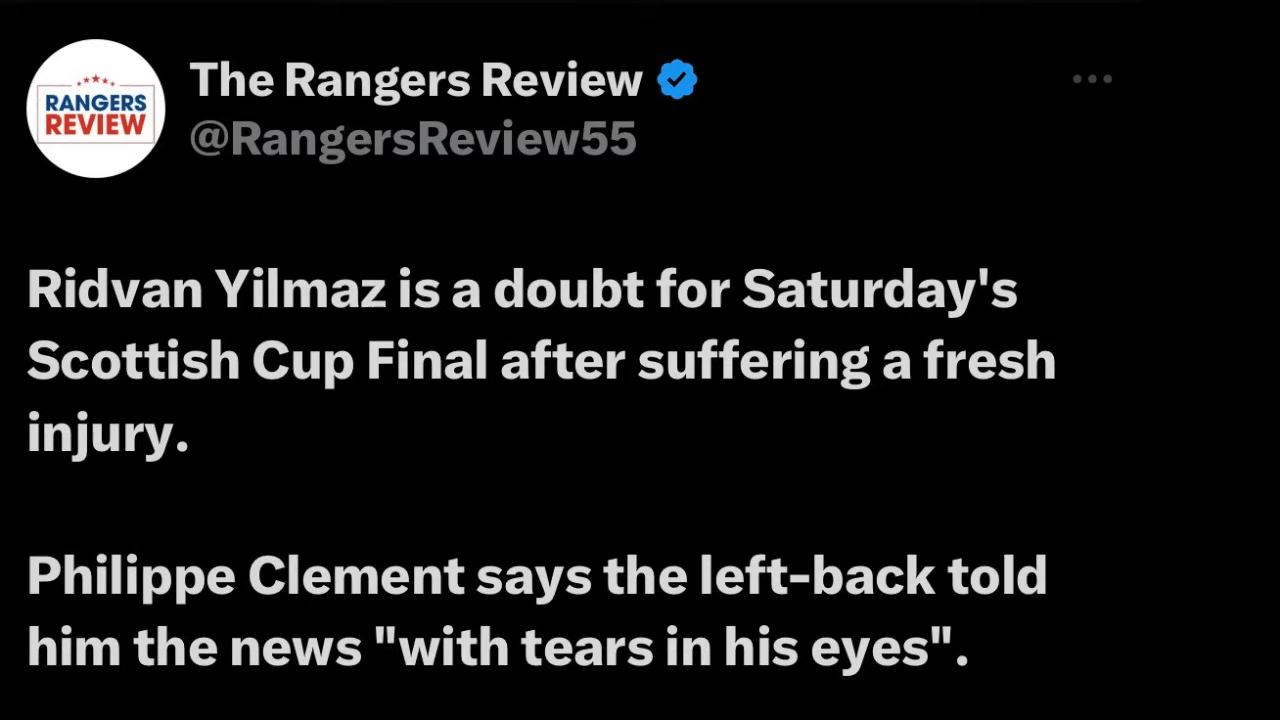 RANGERS
REVIEW
The Rangers Review
@RangersReview55
Ridvan Yilmaz is a doubt for Saturday's
Scottish Cup Final after suffering a fresh
injury.
Philippe Clement says the left-back told
him the news "with tears in his eyes".